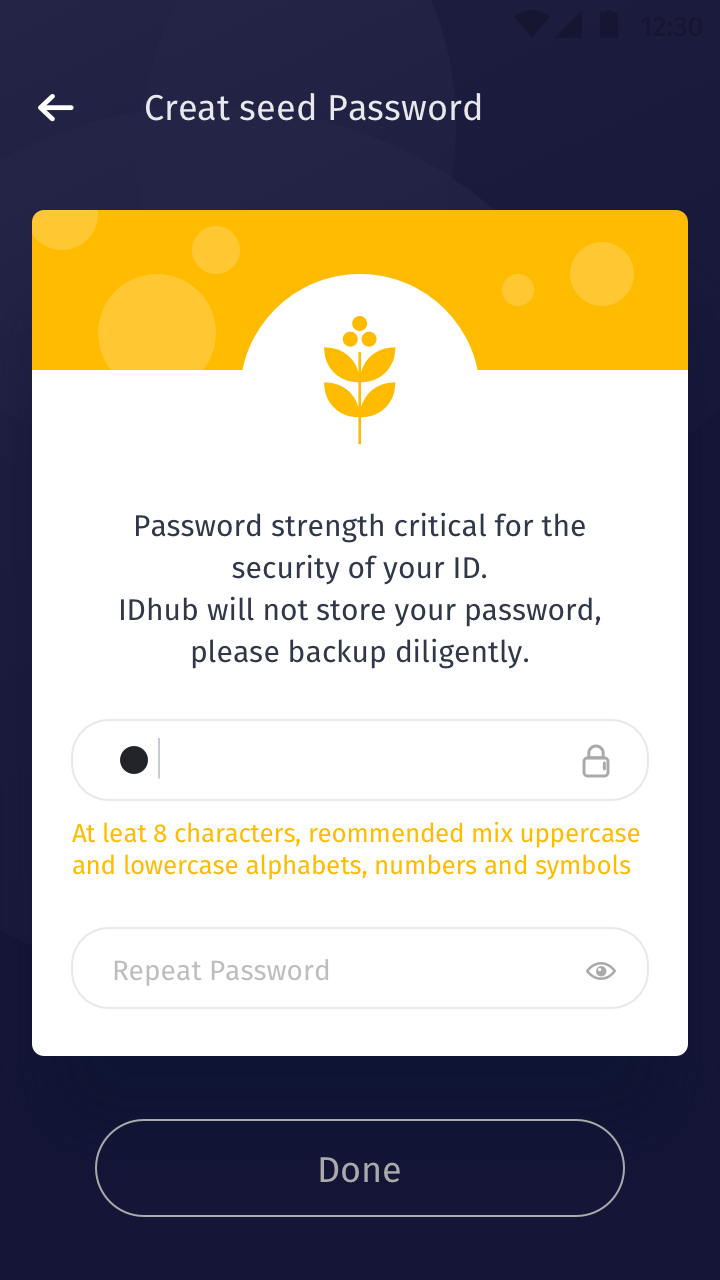 12:30
Creat seed Password
Password strength critical for the
security of your ID.
IDhub will not store your password,
please backup diligently.
At leat 8 characters, reommended mix uppercase
and lowercase alphabets, numbers and symbols
Repeat Password
Done